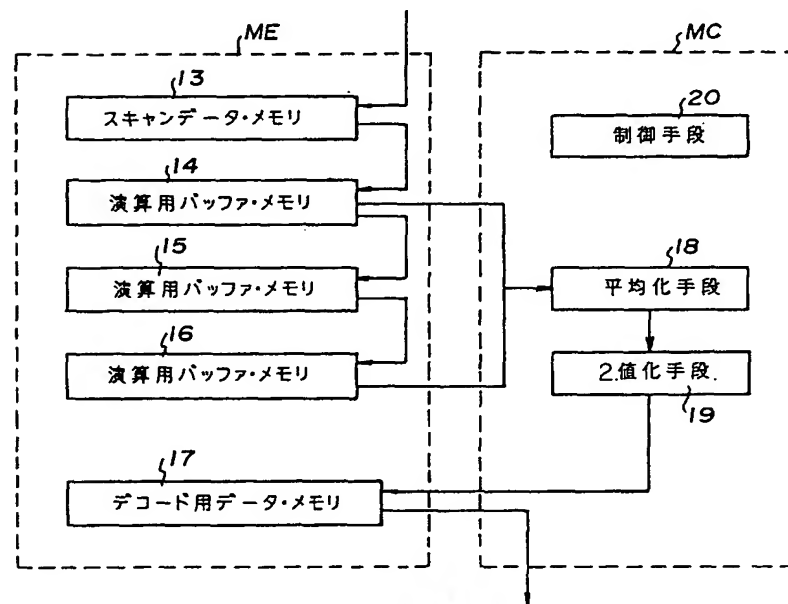 ME
MC
13
スキャンデータ・メモリ
20
制御手段
14
演算用バッファ・メモリ
15
演算用バッファ・メモリ
18
平均化手段
16
演算用バッファ・メモリ
2.値化手段.
19
17
デコード用データ・メモリ